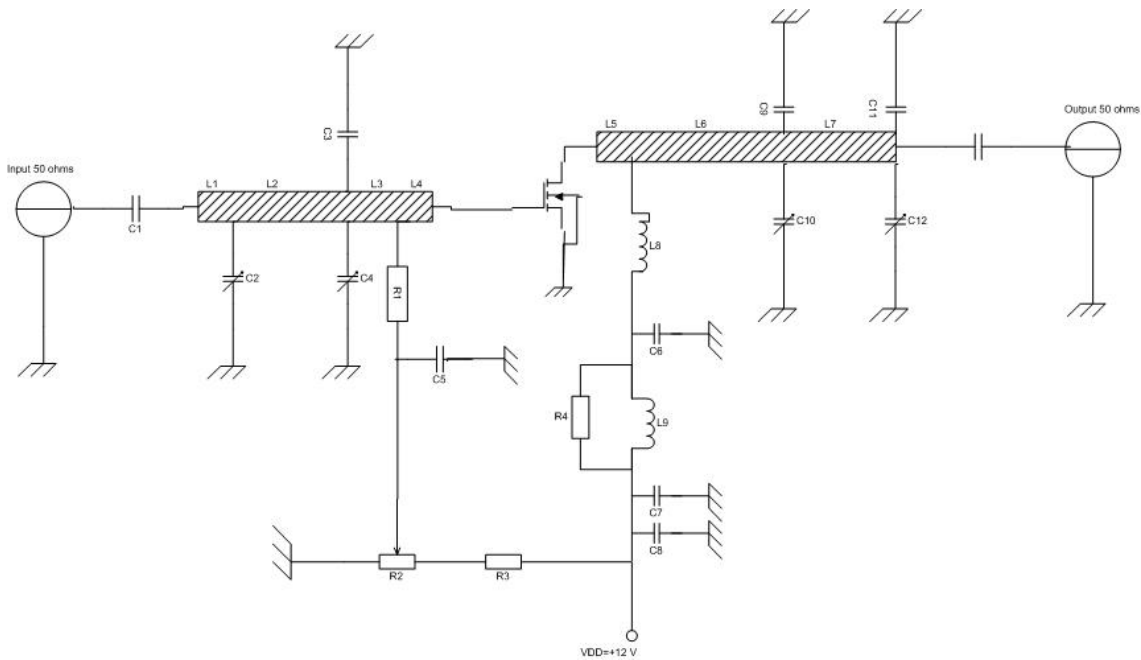 Input 50 ohms
C1
L1
L2
L3
L4
C2
C3
C4
R1
C5
R2
R3
L5
L6
L7
L8
C6
R4
L9
C7
C8
VDD=+12 V
C9
C10
C11
C12
Output 50 ohms